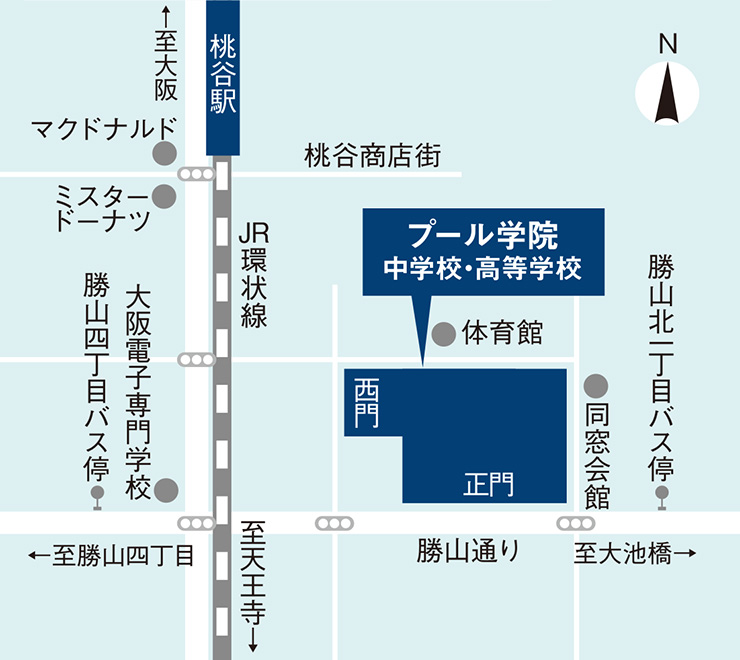 ↑至大阪
桃谷駅
N
マクドナルド
桃谷商店街
ミスター
ドーナツ
JR環状線
プール学院
中学校・高等学校
体育館
勝山北一丁目バス停
大阪電子専門学校
勝山四丁目バス停
西門
同窓会館
正門
←至勝山四丁目
至天王寺→
勝山通り
至大池橋→